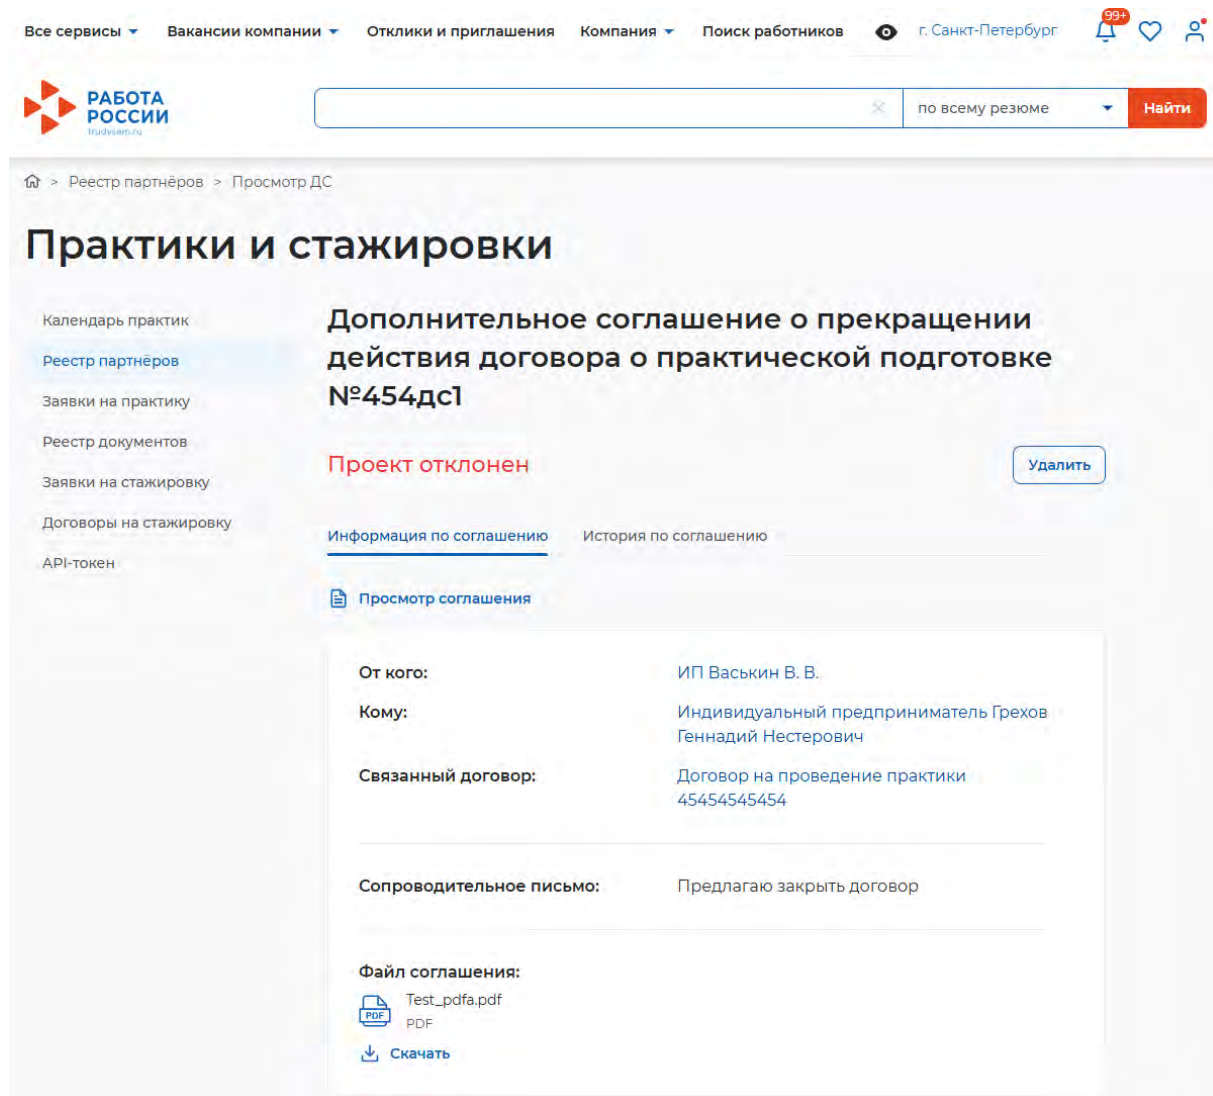 Все сервисы Вакансии компании Отклики и приглашения Компания Поиск работников г. Санкт-Петербург 99+
РАБОТА
РОССИИ
trudvsem.ru
по всему резюме Найти
> Реестр партнёров > Просмотр ДС
Практики и стажировки
Календарь практик
Реестр партнёров
Заявки на практику
Реестр документов
Заявки на стажировку
Договоры на стажировку
API-токен
Дополнительное соглашение о прекращении
действия договора о практической подготовке
№454дс1
Проект отклонен Удалить
Информация по соглашению История по соглашению
Просмотр соглашения
От кого: ИП Васькин В. В.
Кому: Индивидуальный предприниматель Грехов
Геннадий Нестерович
Связанный договор: Договор на проведение практики
45454545454
Сопроводительное письмо: Предлагаю закрыть договор
Файл соглашения:
Test_pdfa.pdf
PDF
PDF
Скачать